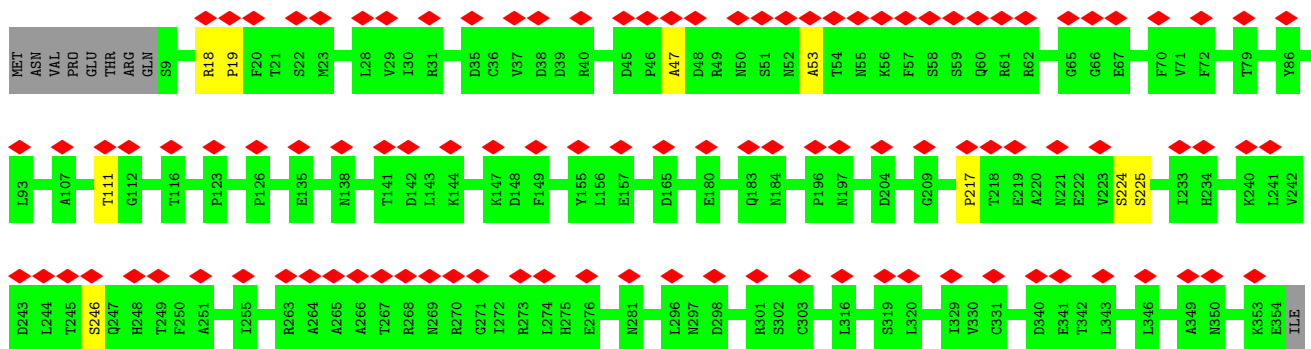 MET ASN VAL PRO GLU THR ARG GLN S9 R18 P19 F20 T21 S22 M23 L28 V29 I30 R31 D35 C36 V37 D38 D39 R40 D45 P46 A47 D48 R49 N50 S51 N52 A53 T54 N55 K56 F57 S58 S59 Q60 R61 R62 G65 G66 E67 F70 V71 F72 T79 Y86
L93 A107 T111 G112 T116 P123 P126 E135 N138 T141 D142 L143 K144 K147 D148 F149 Y155 L156 E157 D165 E180 Q183 N184 P196 N197 D204 G209 P217 T218 E219 A220 N221 E222 V223 S224 S225 I233 H234 K240 L241 V242
D243 L244 T245 S246 Q247 H248 T249 F250 A251 I255 R263 A264 A265 A266 T267 R268 N269 R270 G271 I272 R273 L274 H275 E276 N281 L296 N297 D298 R301 S302 C303 L316 S319 L320 I329 V330 C331 D340 E341 T342 L343 L346 A349 N350 K353 E354 ILE